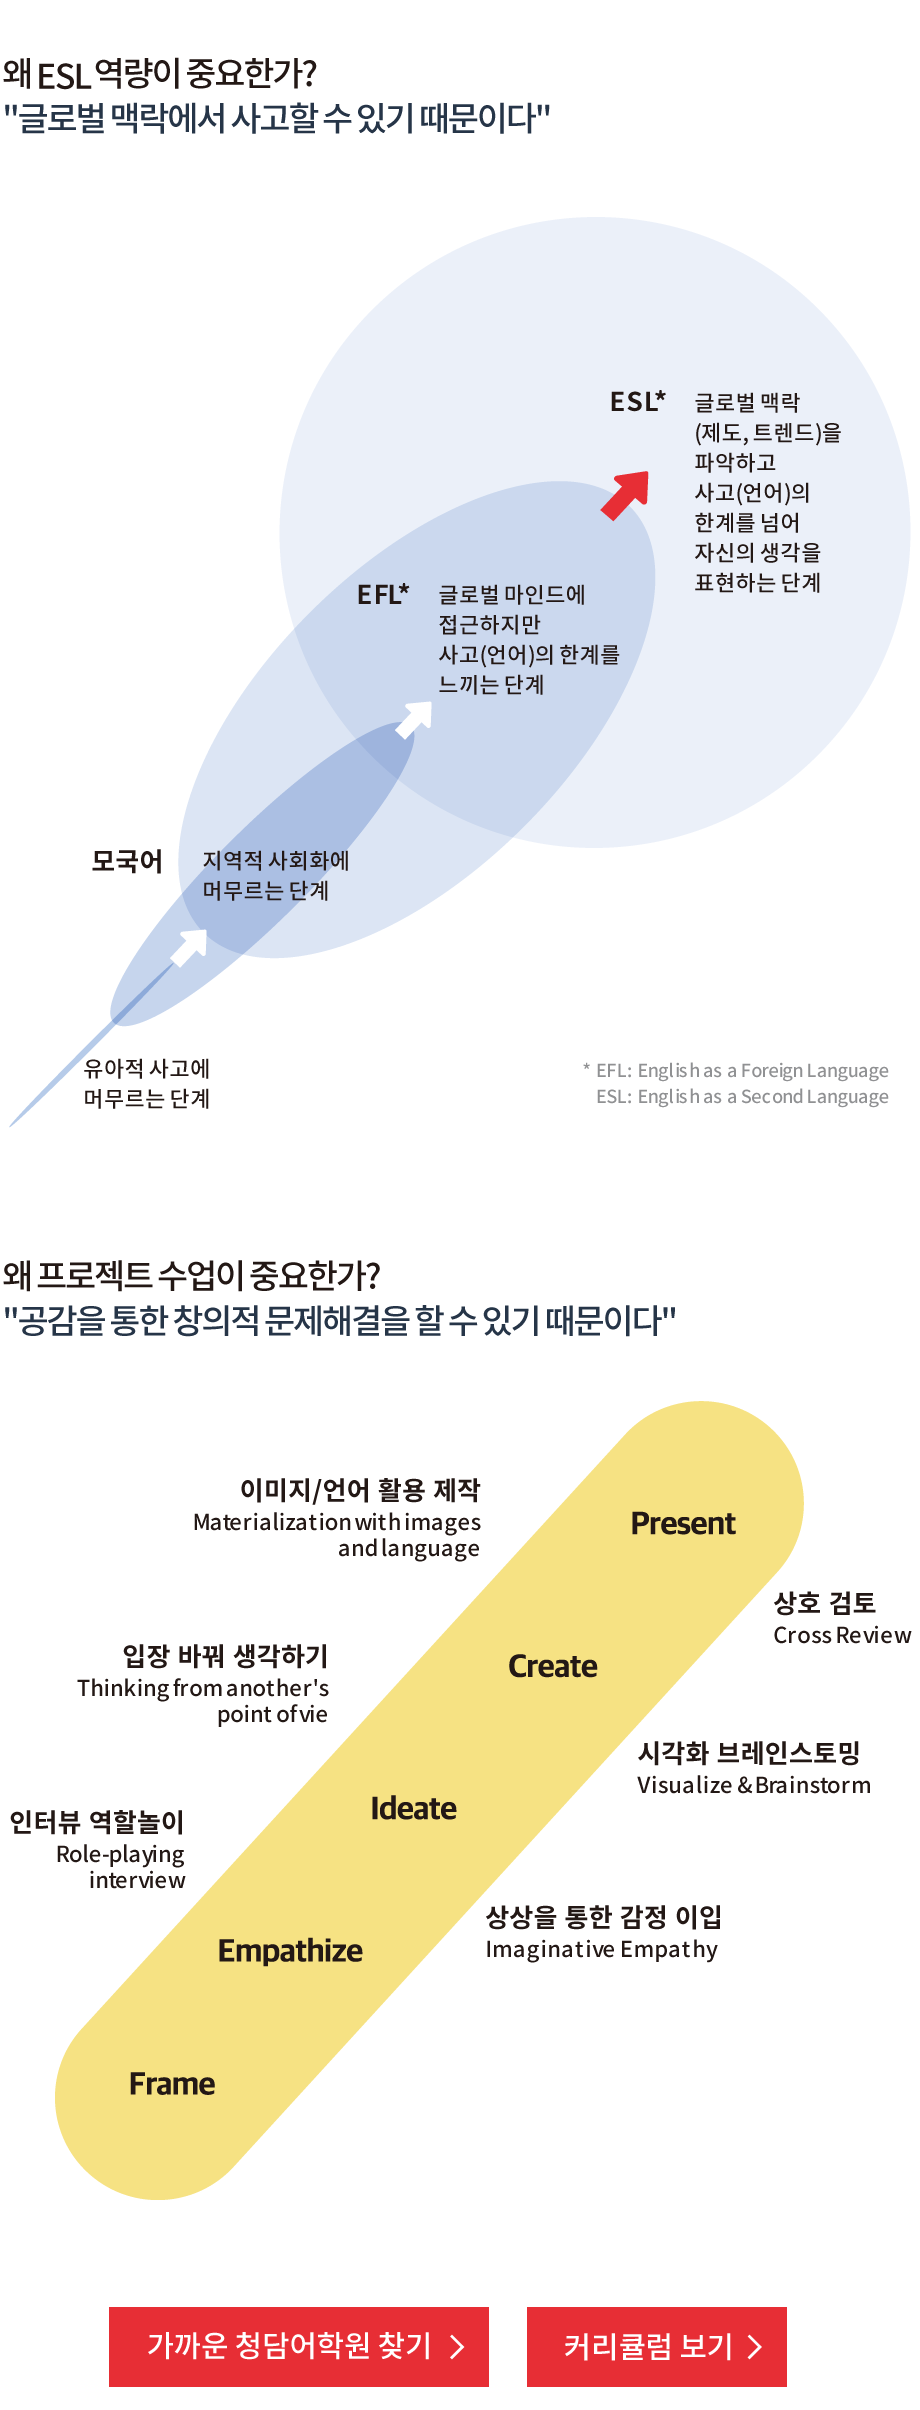 왜 ESL 역량이 중요한가?
"글로벌 맥락에서 사고할 수 있기 때문이다"
ESL*
글로벌 맥락
(제도, 트렌드)을
파악하고
사고(언어)의
한계를 넘어
자신의 생각을
표현하는 단계
EFL*
글로벌 마인드에
접근하지만
사고(언어)의 한계를
느끼는 단계
모국어
지역적 사회화에
머무르는 단계
유아적 사고에
머무르는 단계
* EFL: English as a Foreign Language
ESL: English as a Second Language
왜 프로젝트 수업이 중요한가?
"공감을 통한 창의적 문제해결을 할 수 있기 때문이다"
이미지/언어 활용 제작
Materialization with images
and language
Present
상호 검토
Cross Review
입장 바꿔 생각하기
Thinking from another's
point of vie
Create
시각화 브레인스토밍
Visualize & Brainstorm
Ideate
인터뷰 역할놀이
Role-playing
interview
상상을 통한 감정 이입
Imaginative Empathy
Empathize
Frame
가까운 청담어학원 찾기 >
커리큘럼 보기 >